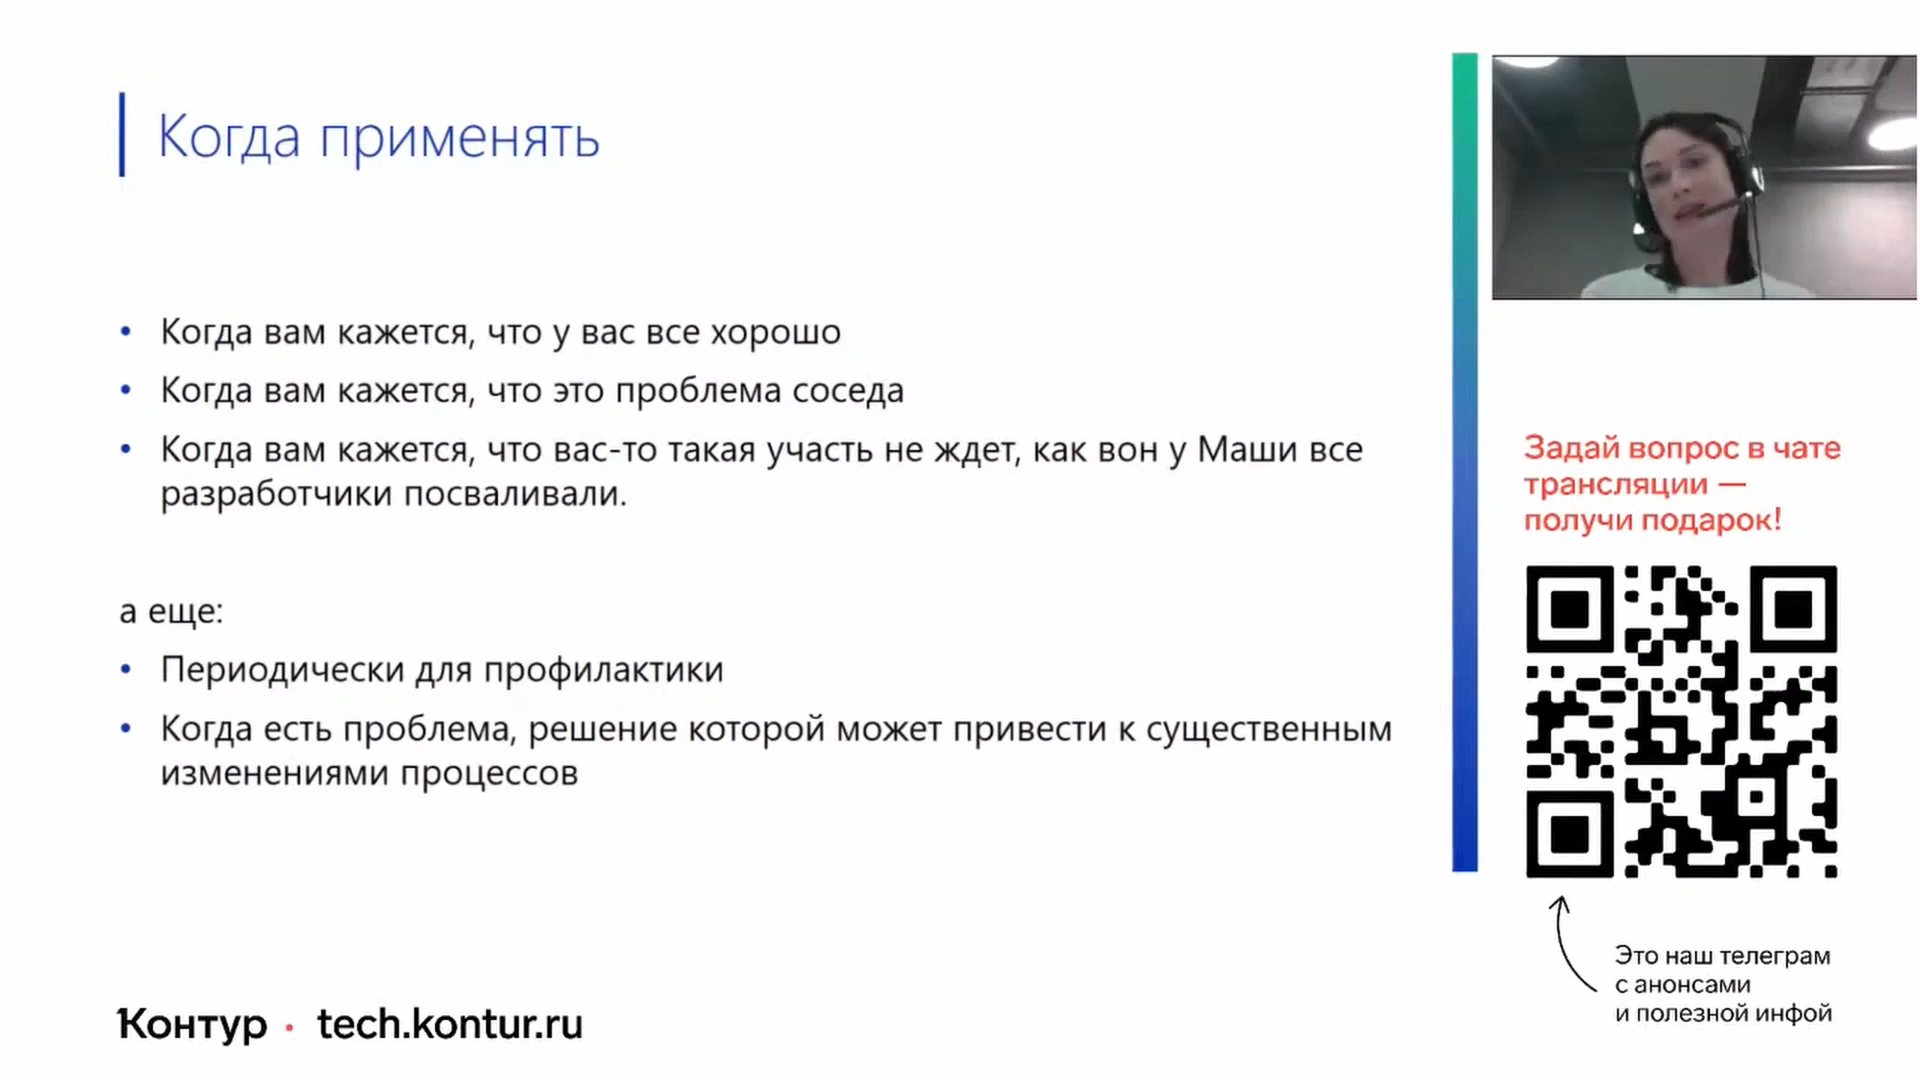 Когда применять
• Когда вам кажется, что у вас все хорошо
• Когда вам кажется, что это проблема соседа
• Когда вам кажется, что вас-то такая участь не ждет, как вон у Маши все
разработчики посваливали.
а еще:
• Периодически для профилактики
• Когда есть проблема, решение которой может привести к существенным
изменениями процессов
Задай вопрос в чате
трансляции —
получи подарок!
Это наш телеграм
с анонсами
и полезной инфой
Контур · tech.kontur.ru